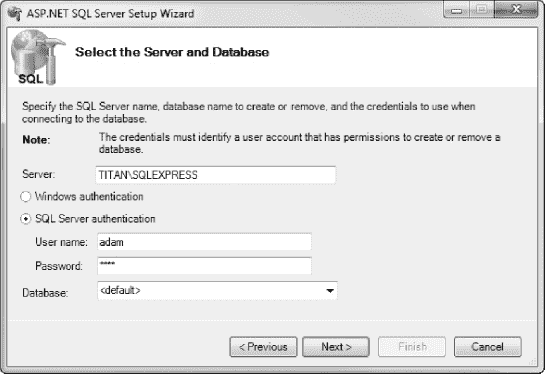 ASP.NET SQL Server Setup Wizard
SQL
Select the Server and Database
Specify the SQL Server name, database name to create or remove, and the credentials to use when
connecting to the database.
Note: The credentials must identify a user account that has permissions to create or remove a
database.
Server: TITAN\SQLEXPRESS
Windows authentication
SQL Server authentication
User name: adam
Password: ****
Database: <default>
< Previous Next > Finish Cancel